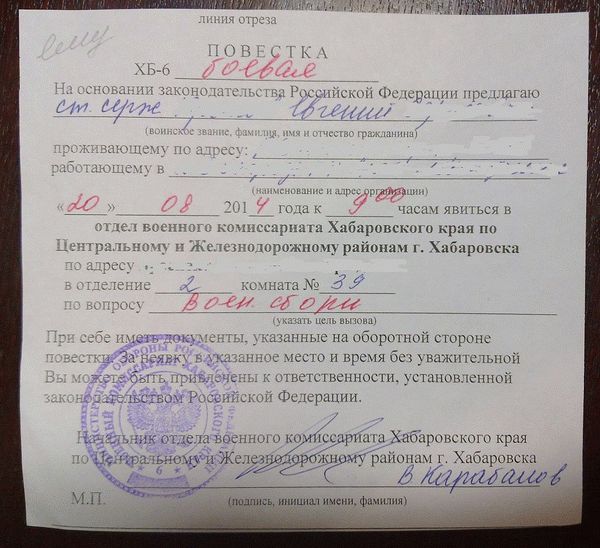 линия отреза
ему
ПОВЕСТКА
ХБ-6 боевая
На основании законодательства Российской Федерации предлагаю
ст. серж Евгений
(воинское звание, фамилия, имя и отчество гражданина)
проживающему по адресу:
работающему в
(наименование и адрес организации)
«20» 08 2014 года к 9 00 часам явиться в
отдел военного комиссариата Хабаровского края по
Центральному и Железнодорожному районам г. Хабаровска
по адресу
в отделение 2 комната № 39
по вопросу Воен. сборы
(указать цель вызова)
При себе иметь документы, указанные на оборотной стороне
повестки. За неявку в указанное место и время без уважительной
Вы можете быть привлечены к ответственности, установленной
законодательством Российской Федерации.
Начальник отдела военного комиссариата Хабаровского края
по Центральному и Железнодорожному районам г. Хабаровска
В Карабанов
М.П. (подпись, инициал имени, фамилия)